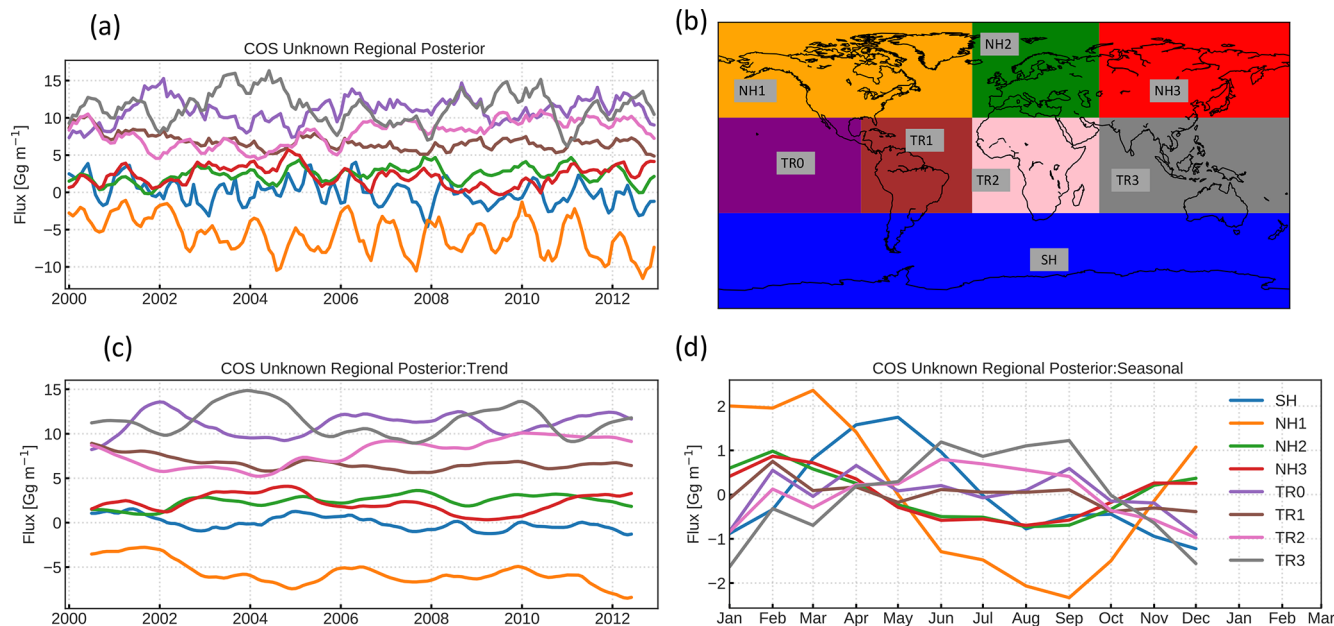 (a)
COS Unknown Regional Posterior
Flux [Gg m⁻¹]
15
10
5
0
−5
−10
2000 2002 2004 2006 2008 2010 2012
(b)
NH2
NH1
NH3
TR1
TR0
TR2
TR3
SH
(c)
COS Unknown Regional Posterior:Trend
Flux [Gg m⁻¹]
15
10
5
0
−5
2000 2002 2004 2006 2008 2010 2012
(d)
COS Unknown Regional Posterior:Seasonal
Flux [Gg m⁻¹]
2
1
0
−1
−2
Jan Feb Mar Apr May Jun Jul Aug Sep Oct Nov Dec Jan Feb Mar
SH
NH1
NH2
NH3
TR0
TR1
TR2
TR3